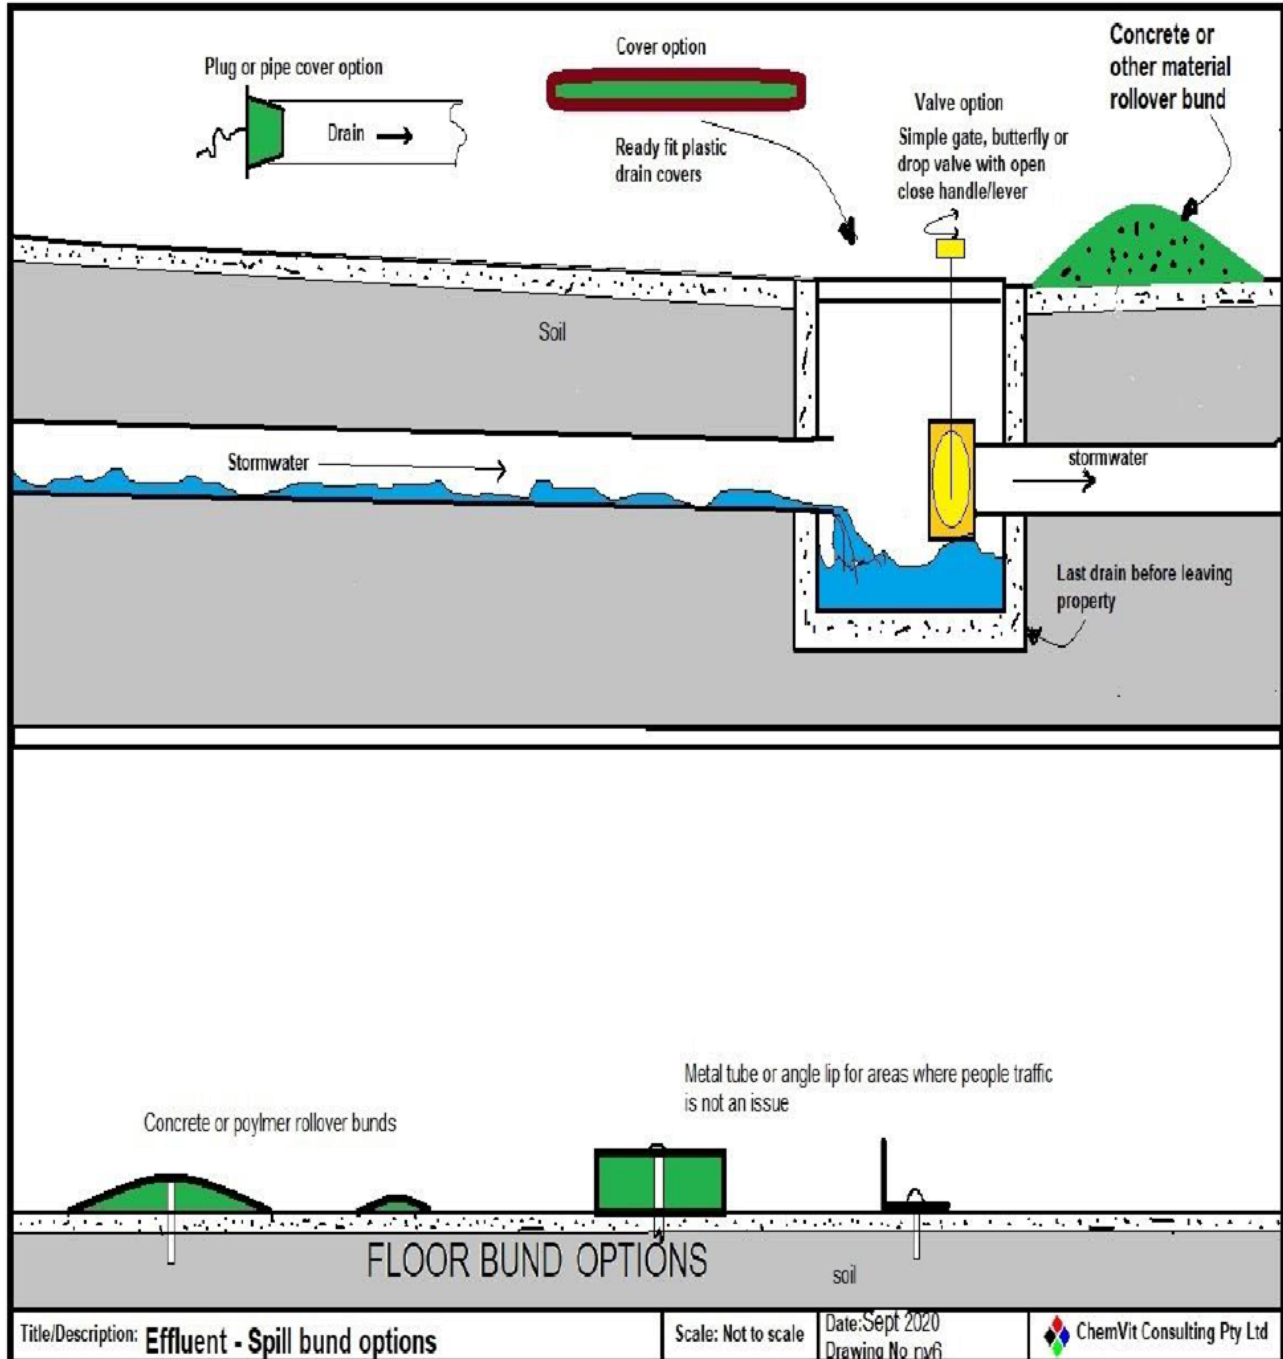 Plug or pipe cover option
Drain
Cover option
Ready fit plastic
drain covers
Valve option
Simple gate, butterfly or
drop valve with open
close handle/lever
Concrete or
other material
rollover bund
Soil
Stormwater
stormwater
Last drain before leaving
property
Metal tube or angle lip for areas where people traffic
is not an issue
Concrete or poylmer rollover bunds
FLOOR BUND OPTIONS
soil
Title/Description: Effluent - Spill bund options
Scale: Not to scale
Date:Sept 2020
Drawing No nv6
ChemVit Consulting Pty Ltd